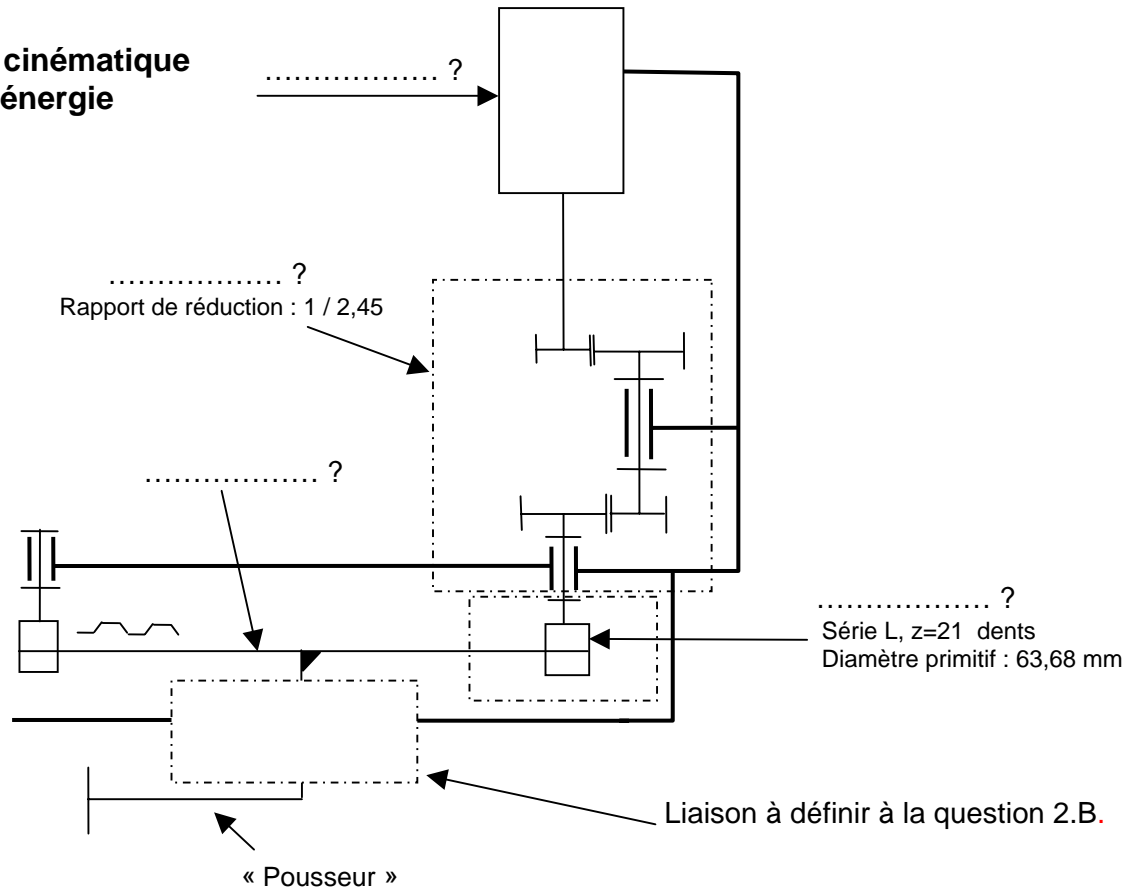 cinématique
énergie
……………… ?
……………… ?
Rapport de réduction : 1 / 2,45
……………… ?
……………… ?
Série L, z=21 dents
Diamètre primitif : 63,68 mm
Liaison à définir à la question 2.B.
« Pousseur »